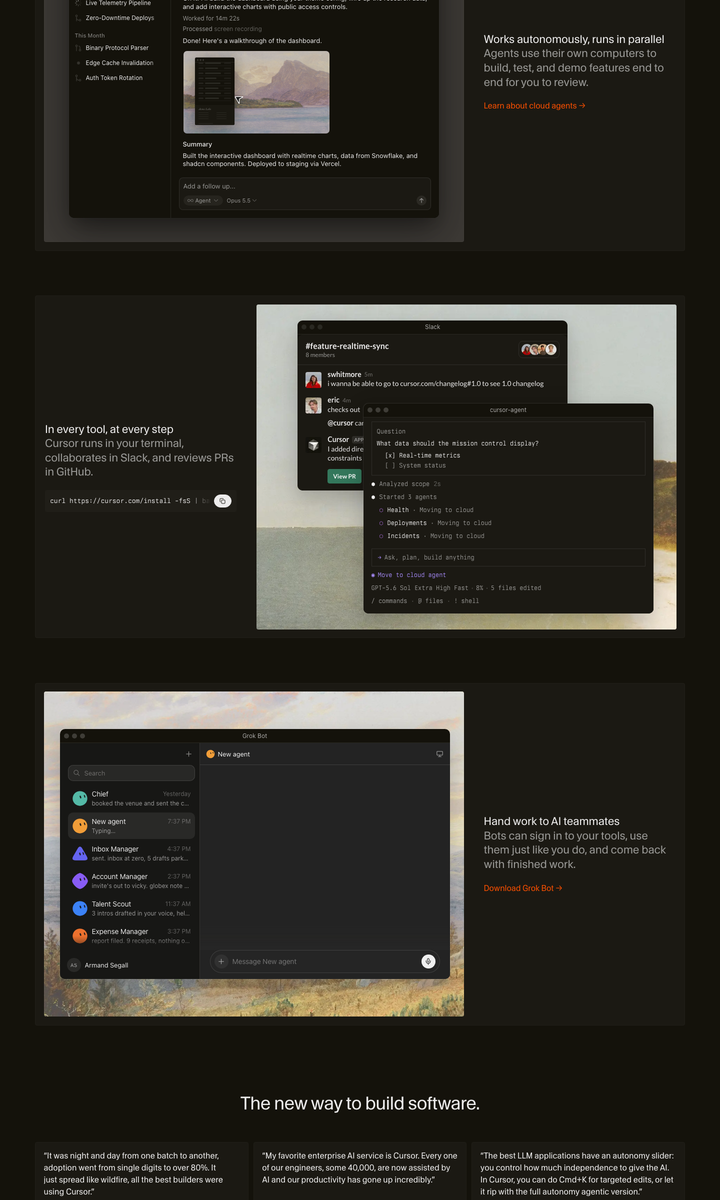 and add interactive charts with public access controls.
Live Telemetry Pipeline
Zero-Downtime Deploys
This Month
Binary Protocol Parser
Edge Cache Invalidation
Auth Token Rotation
Worked for 14m 22s
Processed screen recording
Done! Here's a walkthrough of the dashboard.
Summary
Built the interactive dashboard with realtime charts, data from Snowflake, and
shadcn components. Deployed to staging via Vercel.
Add a follow up...
Agent
Opus 5.5
Works autonomously, runs in parallel
Agents use their own computers to
build, test, and demo features end to
end for you to review.
Learn about cloud agents →
In every tool, at every step
Cursor runs in your terminal,
collaborates in Slack, and reviews PRs
in GitHub.
curl https://cursor.com/install -fsS |
Slack
#feature-realtime-sync
8 members
swhitmore 5m
i wanna be able to go to cursor.com/changelog#1.0 to see 1.0 changelog
eric 4m
checks out
@cursor
Cursor APP
I added
constraints
View PR
cursor-agent
Question
What data should the mission control display?
[x] Real-time metrics
[ ] System status
Analyzed scope 2s
Started 3 agents
Health · Moving to cloud
Deployments · Moving to cloud
Incidents · Moving to cloud
→ Ask, plan, build anything
Move to cloud agent
GPT-5.6 Sol Extra High Fast · 8% · 5 files edited
/ commands · @ files · ! shell
Grok Bot
Search
Chief Yesterday
booked the venue and sent the c...
New agent 7:37 PM
Typing...
Inbox Manager 4:37 PM
sent. inbox at zero, 5 drafts park...
Account Manager 2:37 PM
invite's out to vicky. globex note ...
Talent Scout 11:37 AM
3 intros drafted in your voice, hel...
Expense Manager 3:37 PM
report filed. 9 receipts, nothing o...
AS Armand Segall
New agent
Message New agent
Hand work to AI teammates
Bots can sign in to your tools, use
them just like you do, and come back
with finished work.
Download Grok Bot →
The new way to build software.
“It was night and day from one batch to another,
adoption went from single digits to over 80%. It
just spread like wildfire, all the best builders were
using Cursor.”
“My favorite enterprise AI service is Cursor. Every one
of our engineers, some 40,000, are now assisted by
AI and our productivity has gone up incredibly.”
“The best LLM applications have an autonomy slider:
you control how much independence to give the AI.
In Cursor, you can do Cmd+K for targeted edits, or let
it rip with the full autonomy agentic version.”